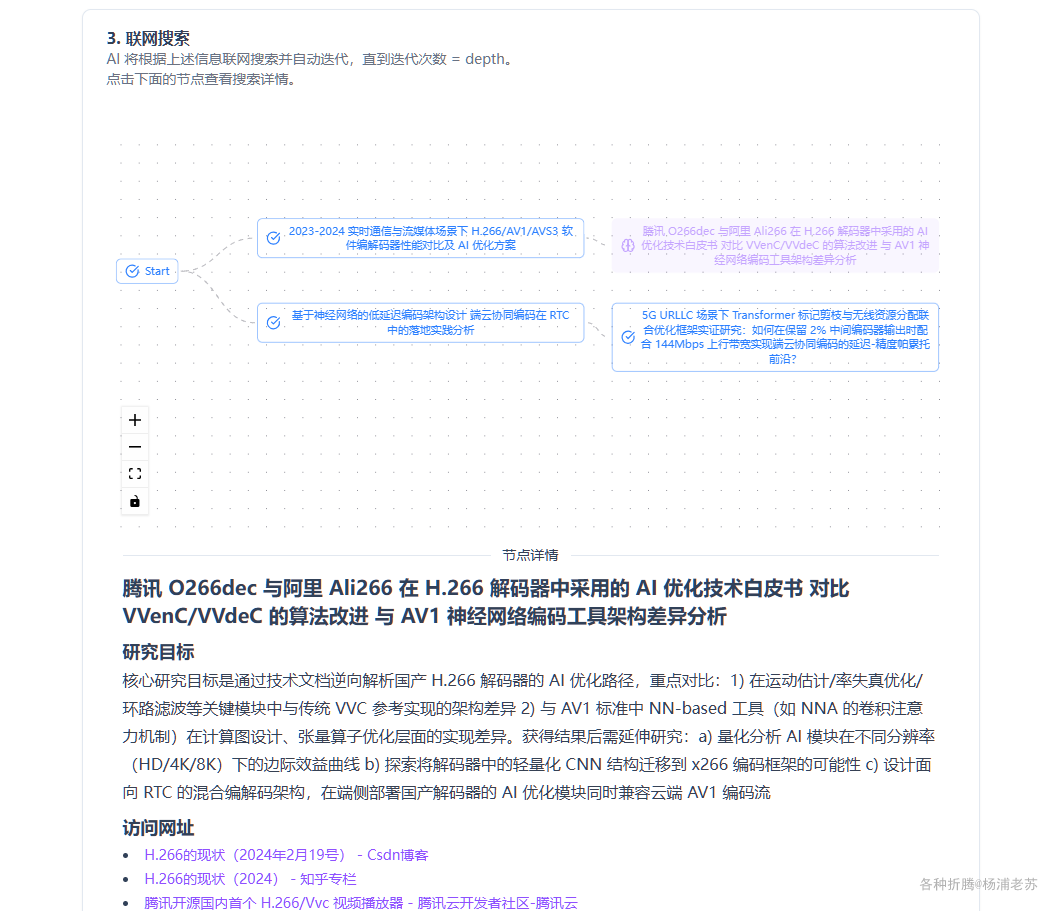 3. 联网搜索
AI 将根据上述信息联网搜索并自动迭代，直到迭代次数 = depth。
点击下面的节点查看搜索详情。
Start
2023-2024 实时通信与流媒体场景下 H.266/AV1/AVS3 软
件编解码器性能对比及 AI 优化方案
腾讯 O266dec 与阿里 Ali266 在 H.266 解码器中采用的 AI
优化技术白皮书 对比 VVenC/VVdeC 的算法改进 与 AV1 神
经网络编码工具架构差异分析
基于神经网络的低延迟编码架构设计 端云协同编码在 RTC
中的落地实践分析
5G URLLC 场景下 Transformer 标记剪枝与无线资源分配联
合优化框架实证研究：如何在保留 2% 中间编码器输出时配
合 144Mbps 上行带宽实现端云协同编码的延迟-精度帕累托
前沿？
节点详情
腾讯 O266dec 与阿里 Ali266 在 H.266 解码器中采用的 AI 优化技术白皮书 对比
VVenC/VVdeC 的算法改进 与 AV1 神经网络编码工具架构差异分析
研究目标
核心研究目标是通过技术文档逆向解析国产 H.266 解码器的 AI 优化路径，重点对比：1) 在运动估计/率失真优化/
环路滤波等关键模块中与传统 VVC 参考实现的架构差异 2) 与 AV1 标准中 NN-based 工具（如 NNA 的卷积注意
力机制）在计算图设计、张量算子优化层面的实现差异。获得结果后需延伸研究：a) 量化分析 AI 模块在不同分辨率
（HD/4K/8K）下的边际效益曲线 b) 探索将解码器中的轻量化 CNN 结构迁移到 x266 编码框架的可能性 c) 设计面
向 RTC 的混合编解码架构，在端侧部署国产解码器的 AI 优化模块同时兼容云端 AV1 编码流
访问网址
H.266的现状（2024年2月19号） - Csdn博客
H.266的现状（2024） - 知乎专栏
腾讯开源国内首个 H.266/Vvc 视频播放器 - 腾讯云开发者社区-腾讯云
各种折腾@杨浦老苏